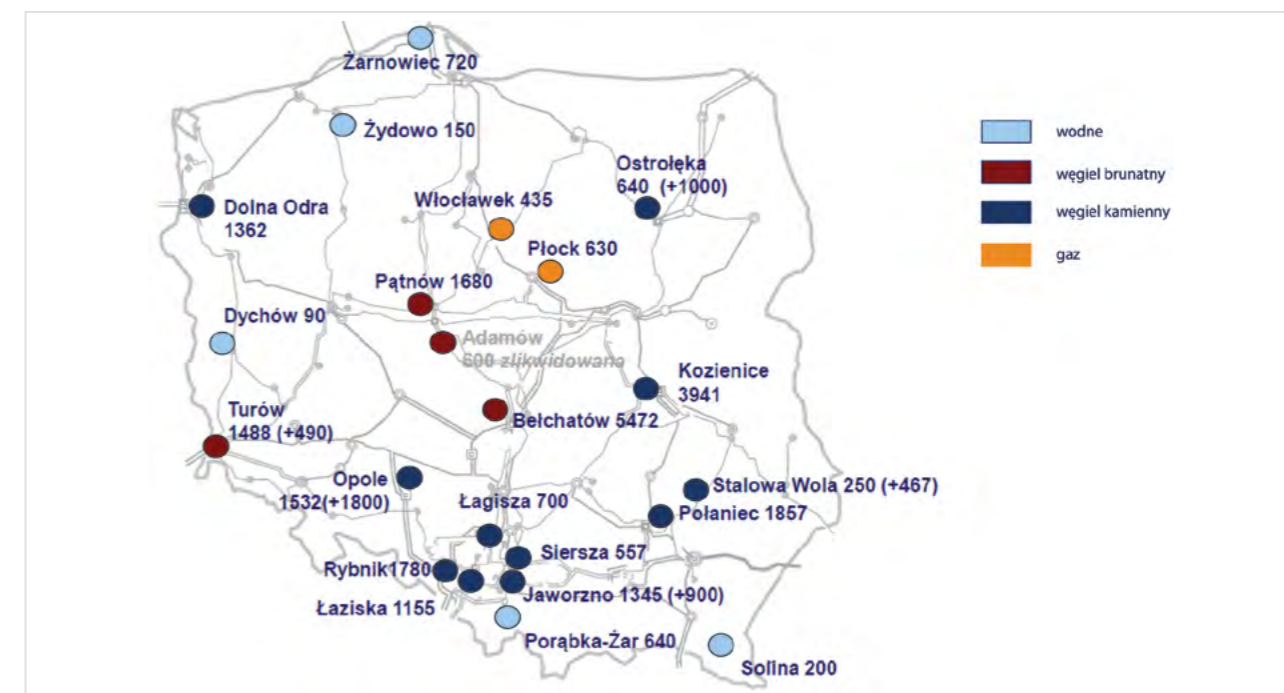 Żarnowiec 720
Żydowo 150
Ostrołęka
640 (+1000)
Włocławek 435
Dolna Odra
1362
Płock 630
Pątnów 1680
Dychów 90
Adamów
600 zlikwidowana
Kozienice
3941
Turów
1488 (+490)
Bełchatów 5472
Opole
1532(+1800)
Łagisza 700
Stalowa Wola 250 (+467)
Połaniec 1857
Siersza 557
Rybnik1780
Jaworzno 1345 (+900)
Łaziska 1155
Porąbka-Żar 640
Solina 200
wodne
węgiel brunatny
węgiel kamienny
gaz